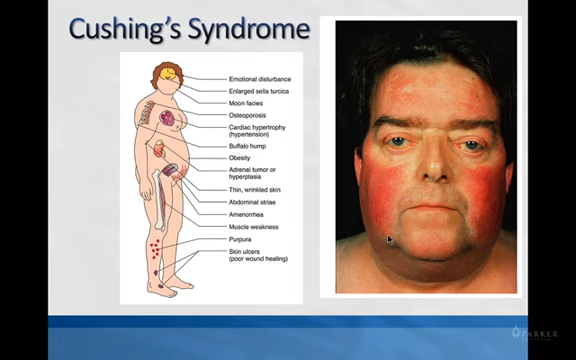 Cushing's Syndrome
Emotional disturbance
Enlarged sella turcica
Moon facies
Osteoporosis
Cardiac hypertrophy
(hypertension)
Buffalo hump
Obesity
Adrenal tumor or
hyperplasia
Thin, wrinkled skin
Abdominal striae
Amenorrhea
Muscle weakness
Purpura
Skin ulcers
(poor wound healing)
PARKER